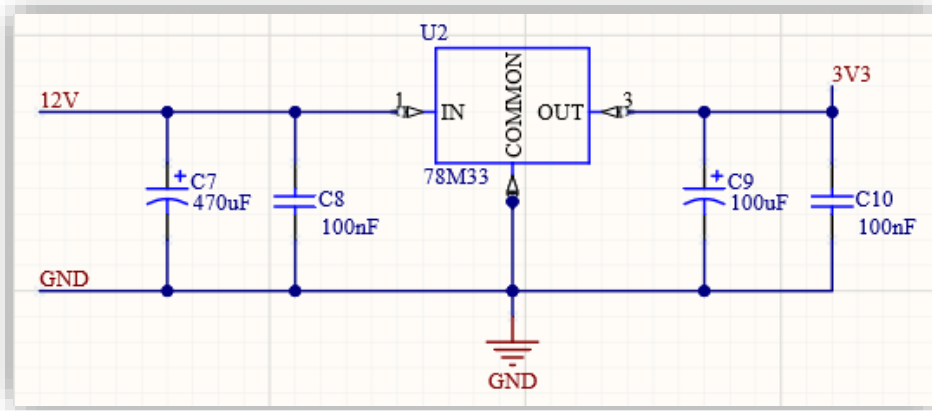 U2
12V
1
IN
COMMON
OUT
3
3V3
78M33
+
C7
470uF
C8
100nF
+
C9
100uF
C10
100nF
GND
GND